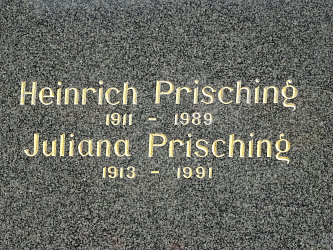 Heinrich Prisching
1911 - 1989
Juliana Prisching
1913 - 1991